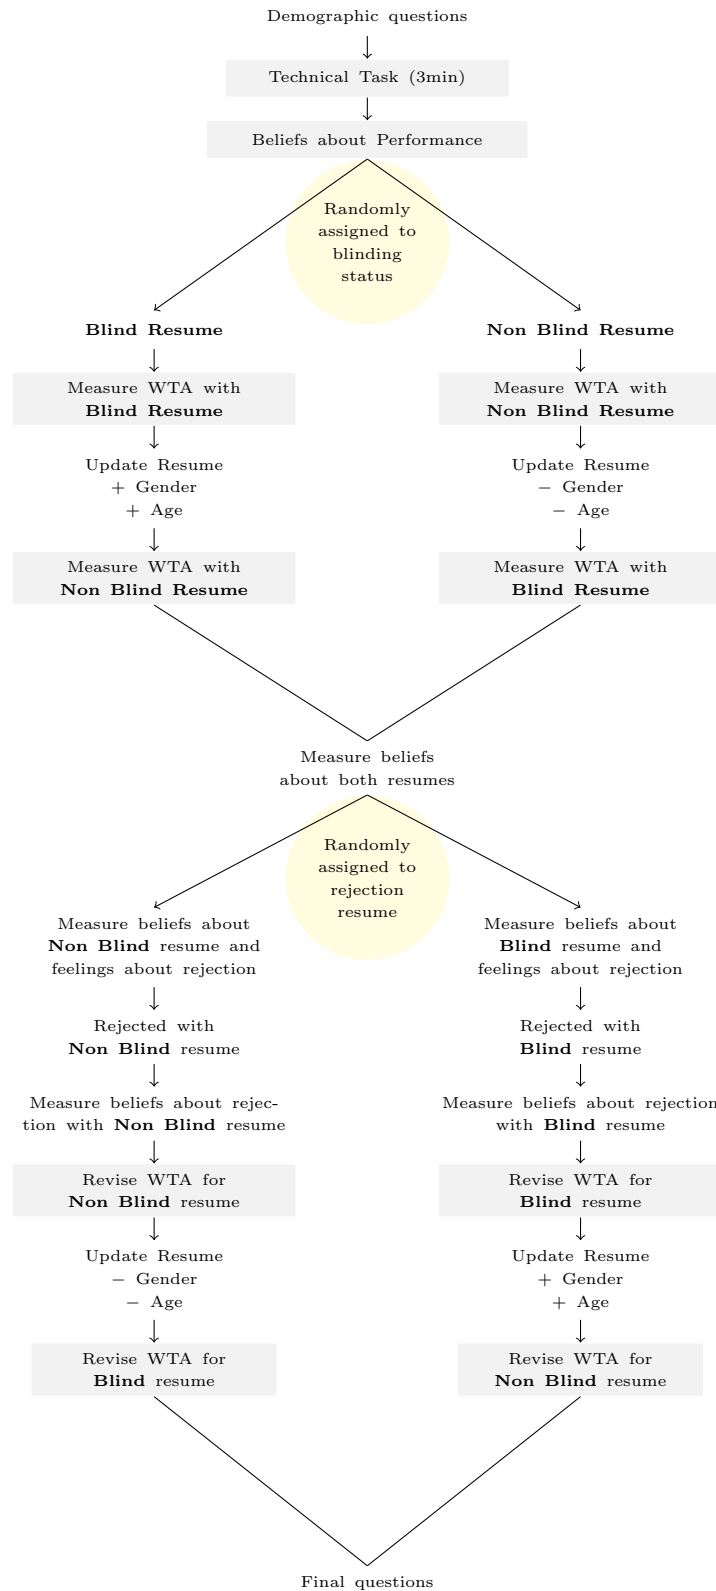 Demographic questions
Technical Task (3min)
Beliefs about Performance
Randomly
assigned to
blinding
status
Blind Resume
Measure WTA with
Blind Resume
Update Resume
+ Gender
+ Age
Measure WTA with
Non Blind Resume
Non Blind Resume
Measure WTA with
Non Blind Resume
Update Resume
− Gender
− Age
Measure WTA with
Blind Resume
Measure beliefs
about both resumes
Randomly
assigned to
rejection
resume
Measure beliefs about
Non Blind resume and
feelings about rejection
Rejected with
Non Blind resume
Measure beliefs about rejec-
tion with Non Blind resume
Revise WTA for
Non Blind resume
Update Resume
− Gender
− Age
Revise WTA for
Blind resume
Measure beliefs about
Blind resume and
feelings about rejection
Rejected with
Blind resume
Measure beliefs about rejection
with Blind resume
Revise WTA for
Blind resume
Update Resume
+ Gender
+ Age
Revise WTA for
Non Blind resume
Final questions